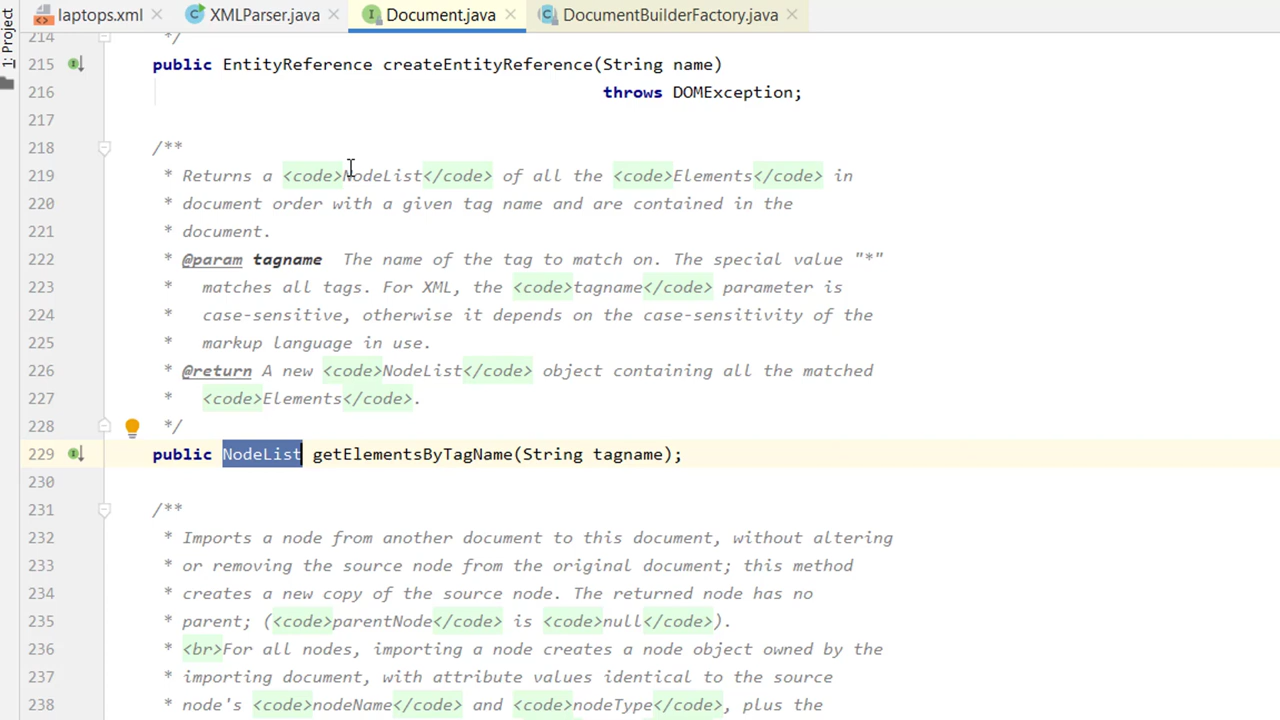 laptops.xml XMLParser.java Document.java DocumentBuilderFactory.java
1: Project
214 */
215 public EntityReference createEntityReference(String name)
216 throws DOMException;
217
218 /**
219 * Returns a <code>NodeList</code> of all the <code>Elements</code> in
220 * document order with a given tag name and are contained in the
221 * document.
222 * @param tagname The name of the tag to match on. The special value "*"
223 * matches all tags. For XML, the <code>tagname</code> parameter is
224 * case-sensitive, otherwise it depends on the case-sensitivity of the
225 * markup language in use.
226 * @return A new <code>NodeList</code> object containing all the matched
227 * <code>Elements</code>.
228 */
229 public NodeList getElementsByTagName(String tagname);
230
231 /**
232 * Imports a node from another document to this document, without altering
233 * or removing the source node from the original document; this method
234 * creates a new copy of the source node. The returned node has no
235 * parent; (<code>parentNode</code> is <code>null</code>).
236 * <br>For all nodes, importing a node creates a node object owned by the
237 * importing document, with attribute values identical to the source
238 * node's <code>nodeName</code> and <code>nodeType</code>, plus the